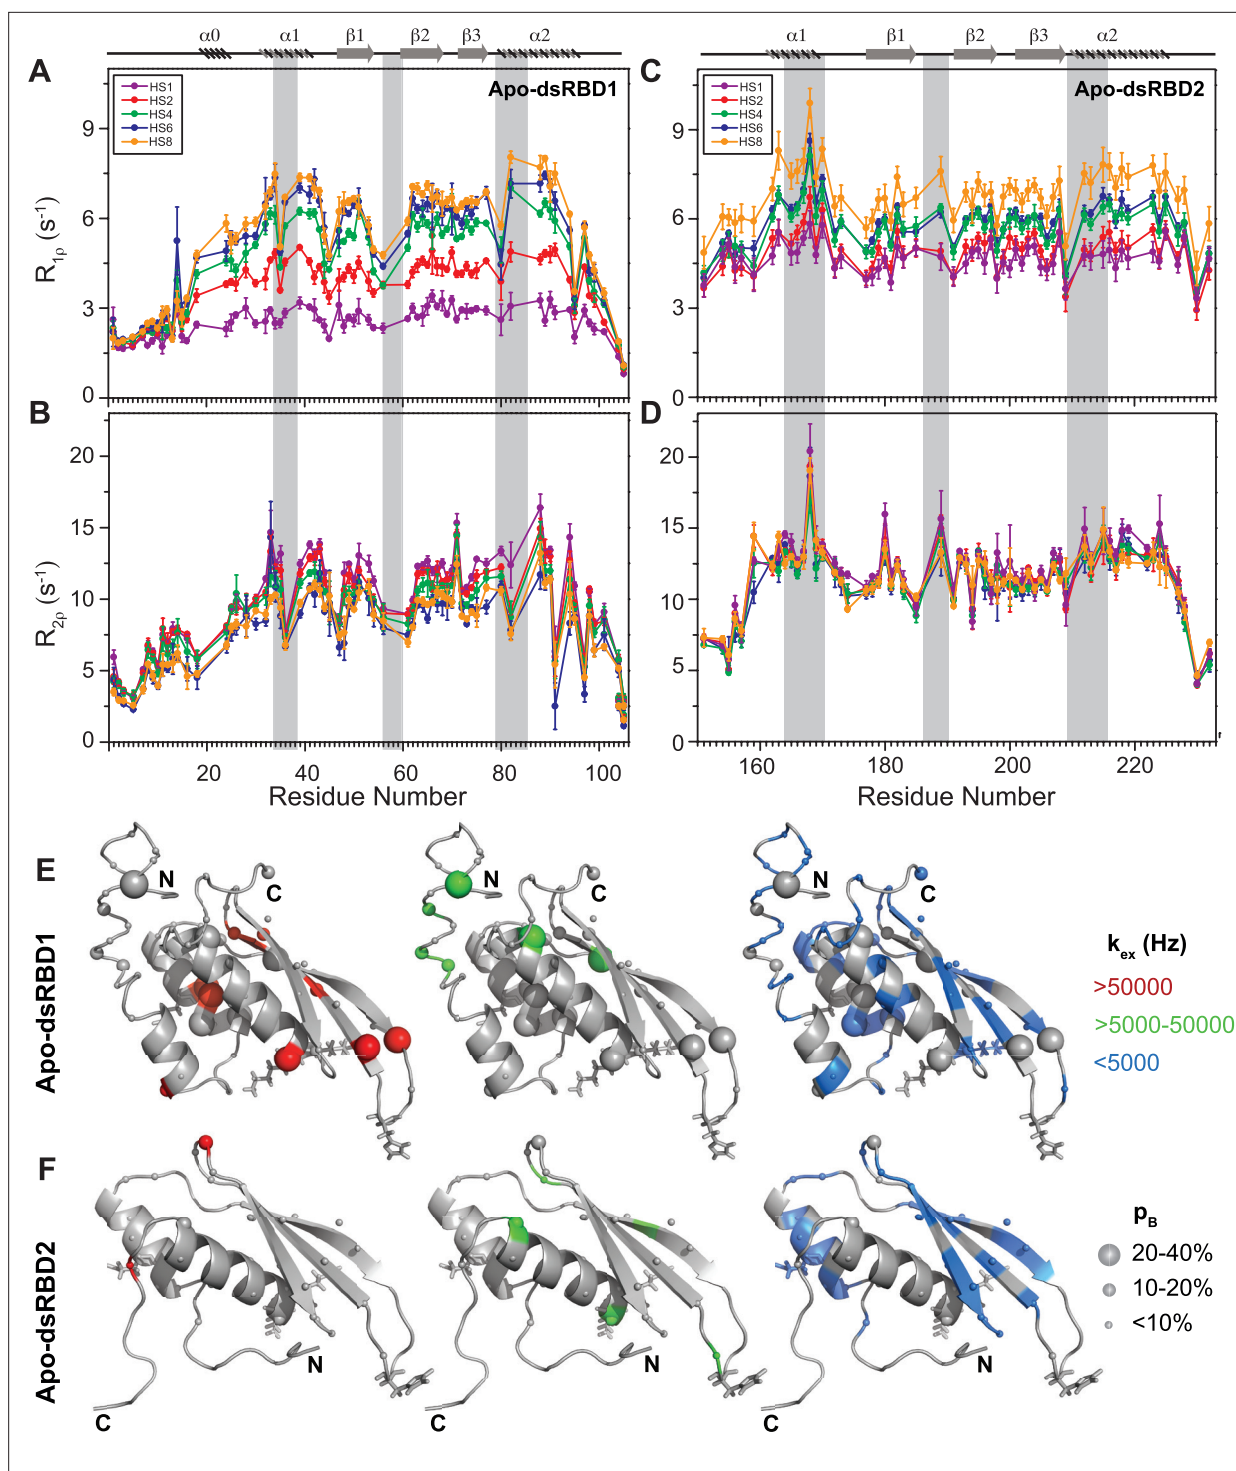 α0 α1 β1 β2 β3 α2
α1 β1 β2 β3 α2
A
Apo-dsRBD1
HS1
HS2
HS4
HS6
HS8
R1ρ (s-1)
9
6
3
0
C
Apo-dsRBD2
HS1
HS2
HS4
HS6
HS8
9
6
3
0
B
R2ρ (s-1)
20
15
10
5
0
20 40 60 80 100
Residue Number
D
20
15
10
5
0
160 180 200 220
Residue Number
E
Apo-dsRBD1
N
C
N
C
N
C
kex (Hz)
>50000
>5000-50000
<5000
F
Apo-dsRBD2
N
C
N
C
N
C
pB
20-40%
10-20%
<10%